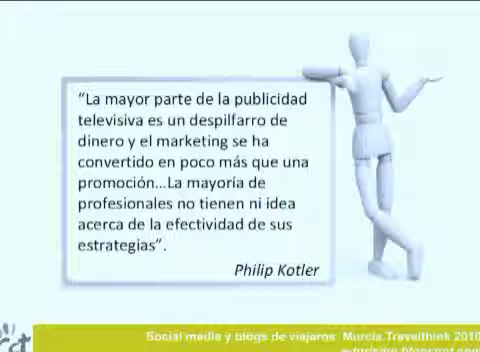 “La mayor parte de la publicidad
televisiva es un despilfarro de
dinero y el marketing se ha
convertido en poco más que una
promoción...La mayoría de
profesionales no tienen ni idea
acerca de la efectividad de sus
estrategias”.
Philip Kotler
Social media y blogs de viajeros. Murcia Travelthink 2010